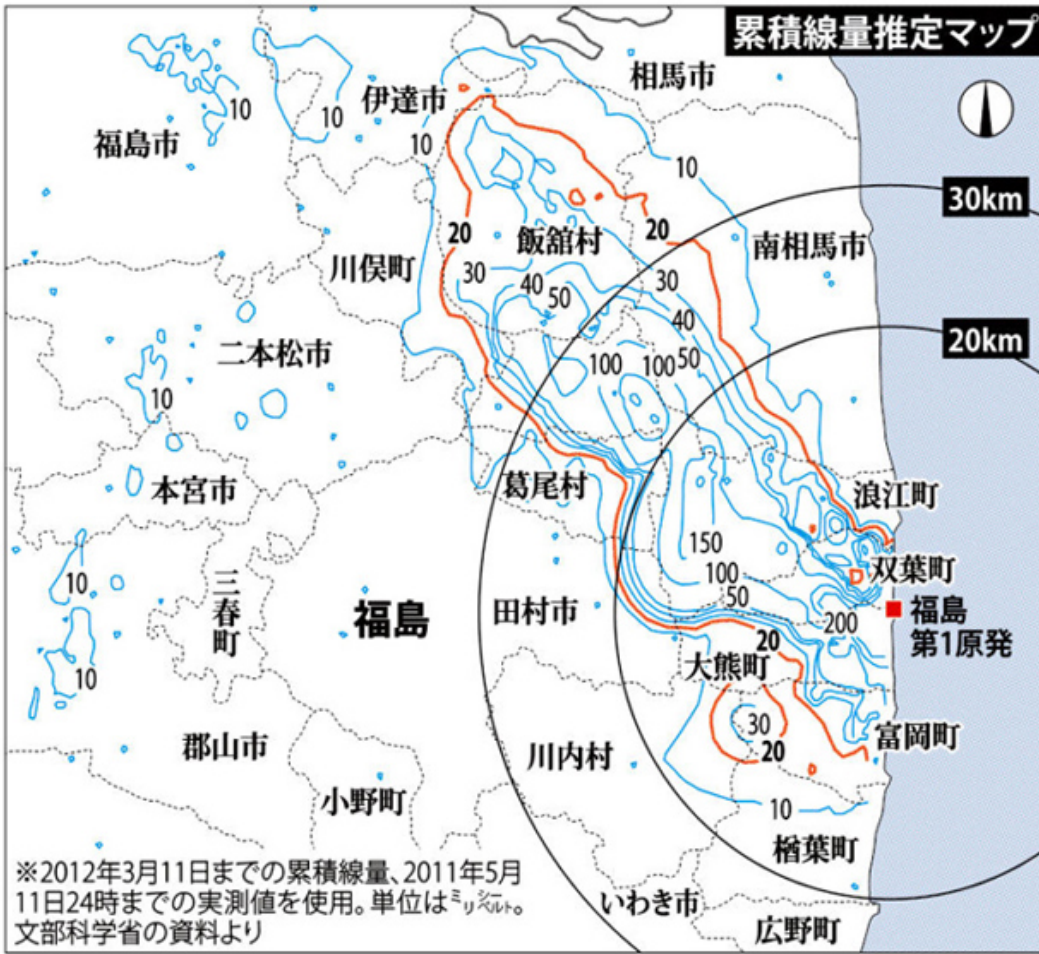 累積線量推定マップ
相馬市
伊達市
10
10
10
福島市
10
30km
20
飯舘村
20
南相馬市
川俣町
30
40
50
30
40
20km
二本松市
100
100
50
10
本宮市
葛尾村
浪江町
150
10
三春町
100
双葉町
50
福島
田村市
200
福島
第1原発
20
大熊町
10
30
富岡町
20
郡山市
川内村
小野町
10
楢葉町
いわき市
広野町
※2012年3月11日までの累積線量、2011年5月
11日24時までの実測値を使用。単位はミリシーベルト。
文部科学省の資料より